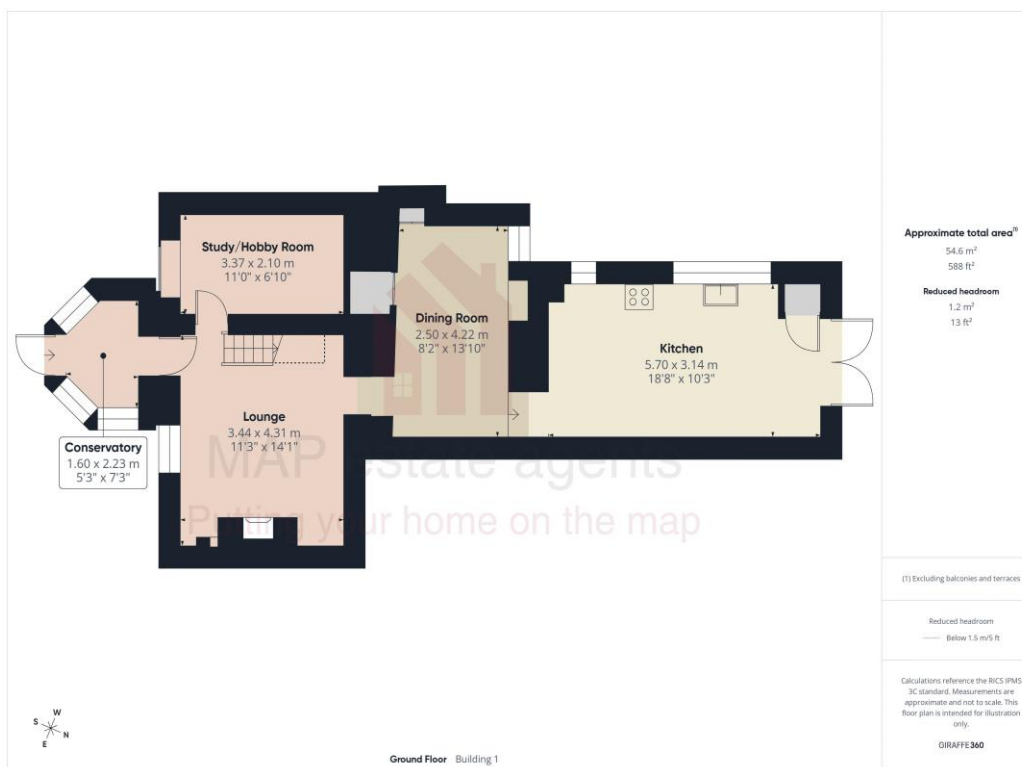 Study/Hobby Room
3.37 x 2.10 m
11'0" x 6'10"
Dining Room
2.50 x 4.22 m
8'2" x 13'10"
Kitchen
5.70 x 3.14 m
18'8" x 10'3"
Lounge
3.44 x 4.31 m
11'3" x 14'1"
Conservatory
1.60 x 2.23 m
5'3" x 7'3"
MAP estate agents
Putting your home on the map
Approximate total area(1)
54.6 m²
588 ft²
Reduced headroom
1.2 m²
13 ft²
(1) Excluding balconies and terraces
Reduced headroom
Below 1.5 m/5 ft
Calculations reference the RICS IPMS
3C standard. Measurements are
approximate and not to scale. This
floor plan is intended for illustration
only.
GIRAFFE360
W
S
N
E
Ground Floor Building 1